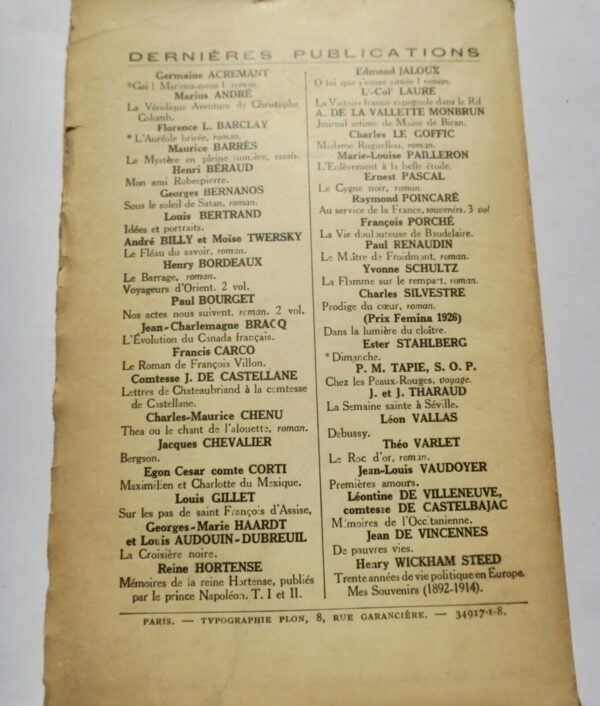 DERNIÈRES PUBLICATIONS
Germaine ACREMANT
*Gai ! Marions-nous ! roman.
Marius ANDRÉ
La Véridique Aventure de Christophe
Colomb.
Florence L. BARCLAY
* L'Auréole brisée, roman.
Maurice BARRÈS
Le Mystère en pleine lumière, essais.
Henri BÉRAUD
Mon ami Robespierre.
Georges BERNANOS
Sous le soleil de Satan, roman.
Louis BERTRAND
Idées et portraits.
André BILLY et Moïse TWERSKY
Le Fléau du savoir, roman.
Henry BORDEAUX
Le Barrage, roman.
Voyageurs d'Orient. 2 vol.
Paul BOURGET
Nos actes nous suivent, roman. 2 vol.
Jean-Charlemagne BRACQ
L'Évolution du Canada français.
Francis CARCO
Le Roman de François Villon.
Comtesse J. DE CASTELLANE
Lettres de Chateaubriand à la comtesse
de Castellane.
Charles-Maurice CHENU
Thea ou le chant de l'alouette, roman.
Jacques CHEVALIER
Bergson.
Egon Cesar comte CORTI
Maximilien et Charlotte du Mexique.
Louis GILLET
Sur les pas de saint François d'Assise,
Georges-Marie HAARDT
et Louis AUDOUIN-DUBREUIL
La Croisière noire.
Reine HORTENSE
Mémoires de la reine Hortense, publiés
par le prince Napoléon. T. I et II.
Edmond JALOUX
O toi que j'eusse aimée ! roman.
Lt-Col' LAURE
La Victoire franco espagnole dans le Rif
A. DE LA VALLETTE MONBRUN
Journal intime de Maine de Biran.
Charles LE GOFFIC
Madame Ruguellou, roman.
Marie-Louise PAILLERON
L'Enlèvement à la belle étoile.
Ernest PASCAL
Le Cygne noir, roman.
Raymond POINCARÉ
Au service de la France, souvenirs. 3 vol
François PORCHÉ
La Vie douloureuse de Baudelaire.
Paul RENAUDIN
Le Maître de Froidmont, roman.
Yvonne SCHULTZ
La Flamme sur le rempart, roman.
Charles SILVESTRE
Prodige du cœur, roman.
(Prix Femina 1926)
Dans la lumière du cloître.
Ester STAHLBERG
* Dimanche.
P. M. TAPIE, S. O. P.
Chez les Peaux-Rouges, voyage.
J. et J. THARAUD
La Semaine sainte à Séville.
Léon VALLAS
Debussy.
Théo VARLET
Le Roc d'or, roman.
Jean-Louis VAUDOYER
Premières amours.
Léontine DE VILLENEUVE,
comtesse DE CASTELBAJAC
Mémoires de l'Occitanienne.
Jean DE VINCENNES
De pauvres vies.
Henry WICKHAM STEED
Trente années de vie politique en Europe.
Mes Souvenirs (1892-1914).
PARIS. — TYPOGRAPHIE PLON, 8, RUE GARANCIÈRE. — 34917-1-8.